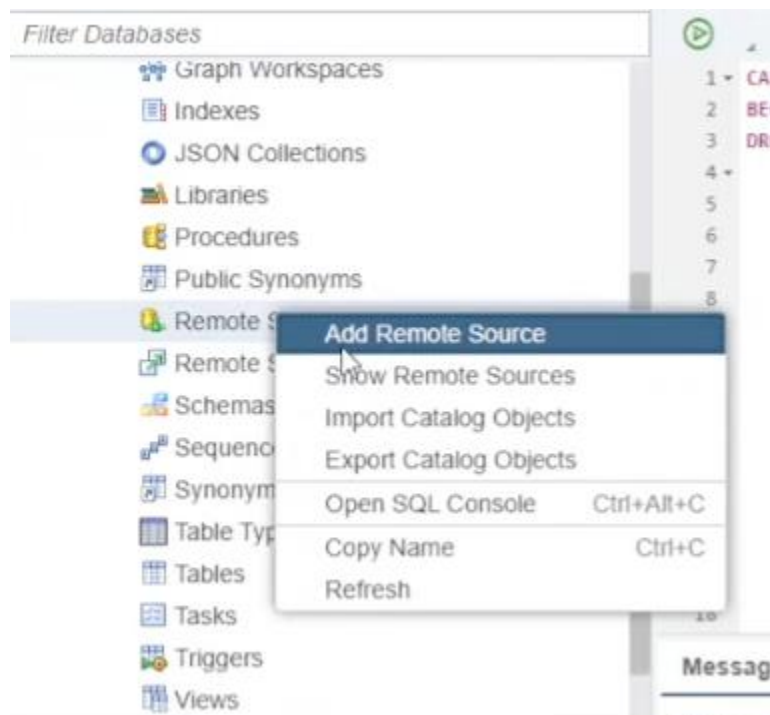 Filter Databases
Graph Workspaces
Indexes
JSON Collections
Libraries
Procedures
Public Synonyms
Remote S
Remote S
Schemas
Sequenc
Synonym
Table Typ
Tables
Tasks
Triggers
Views
Add Remote Source
Show Remote Sources
Import Catalog Objects
Export Catalog Objects
Open SQL Console Ctrl+Alt+C
Copy Name Ctrl+C
Refresh
1 CA
2 BE
3 DR
4
5
6
7
8
18
Messag